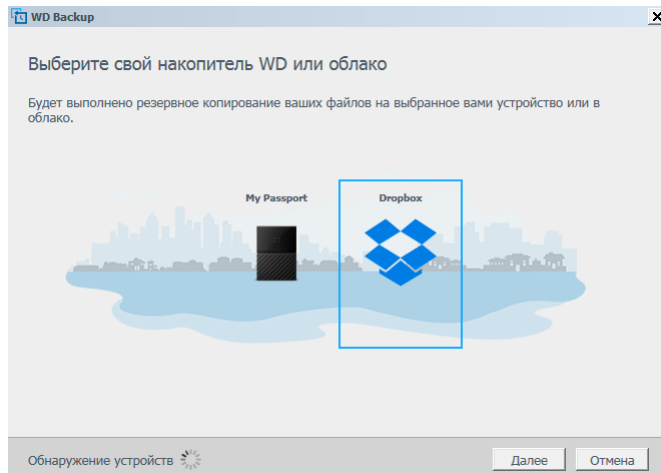 WD Backup
Выберите свой накопитель WD или облако
Будет выполнено резервное копирование ваших файлов на выбранное вами устройство или в
облако.
My Passport
Dropbox
Обнаружение устройств
Далее
Отмена